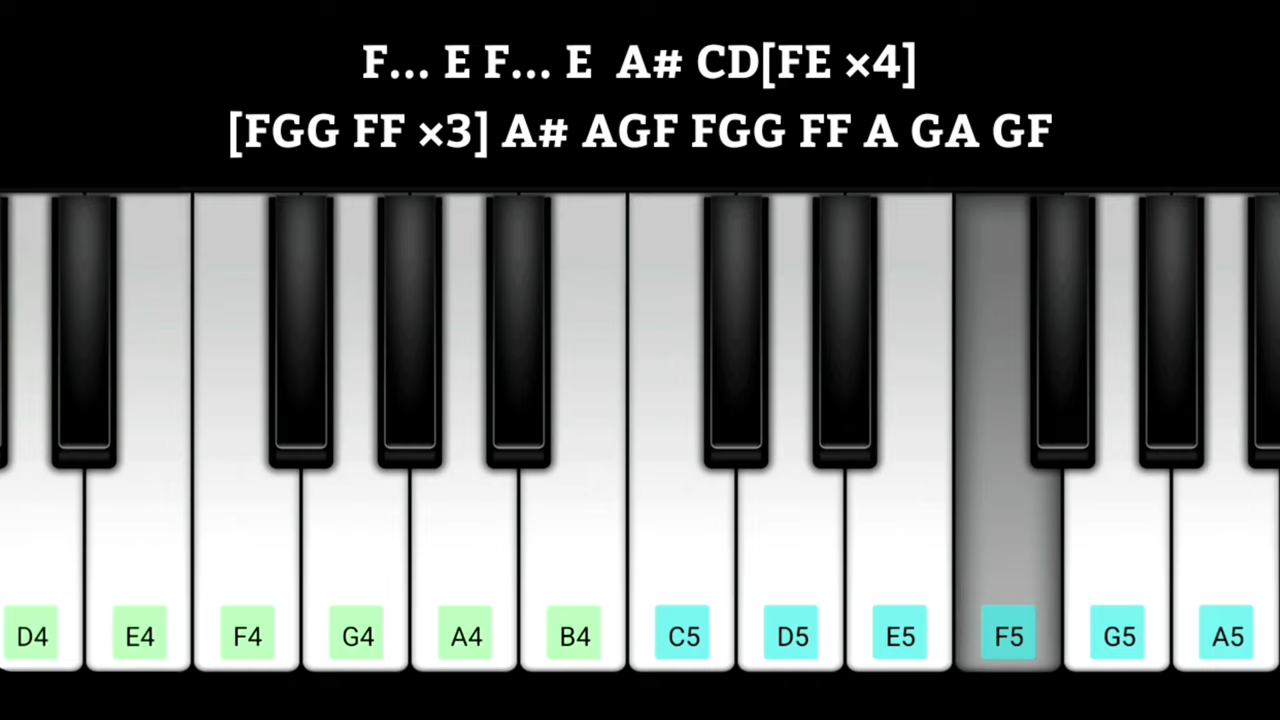 F... E F... E A# CD[FE ×4]
[FGG FF ×3] A# AGF FGG FF A GA GF
D4 E4 F4 G4 A4 B4 C5 D5 E5 F5 G5 A5